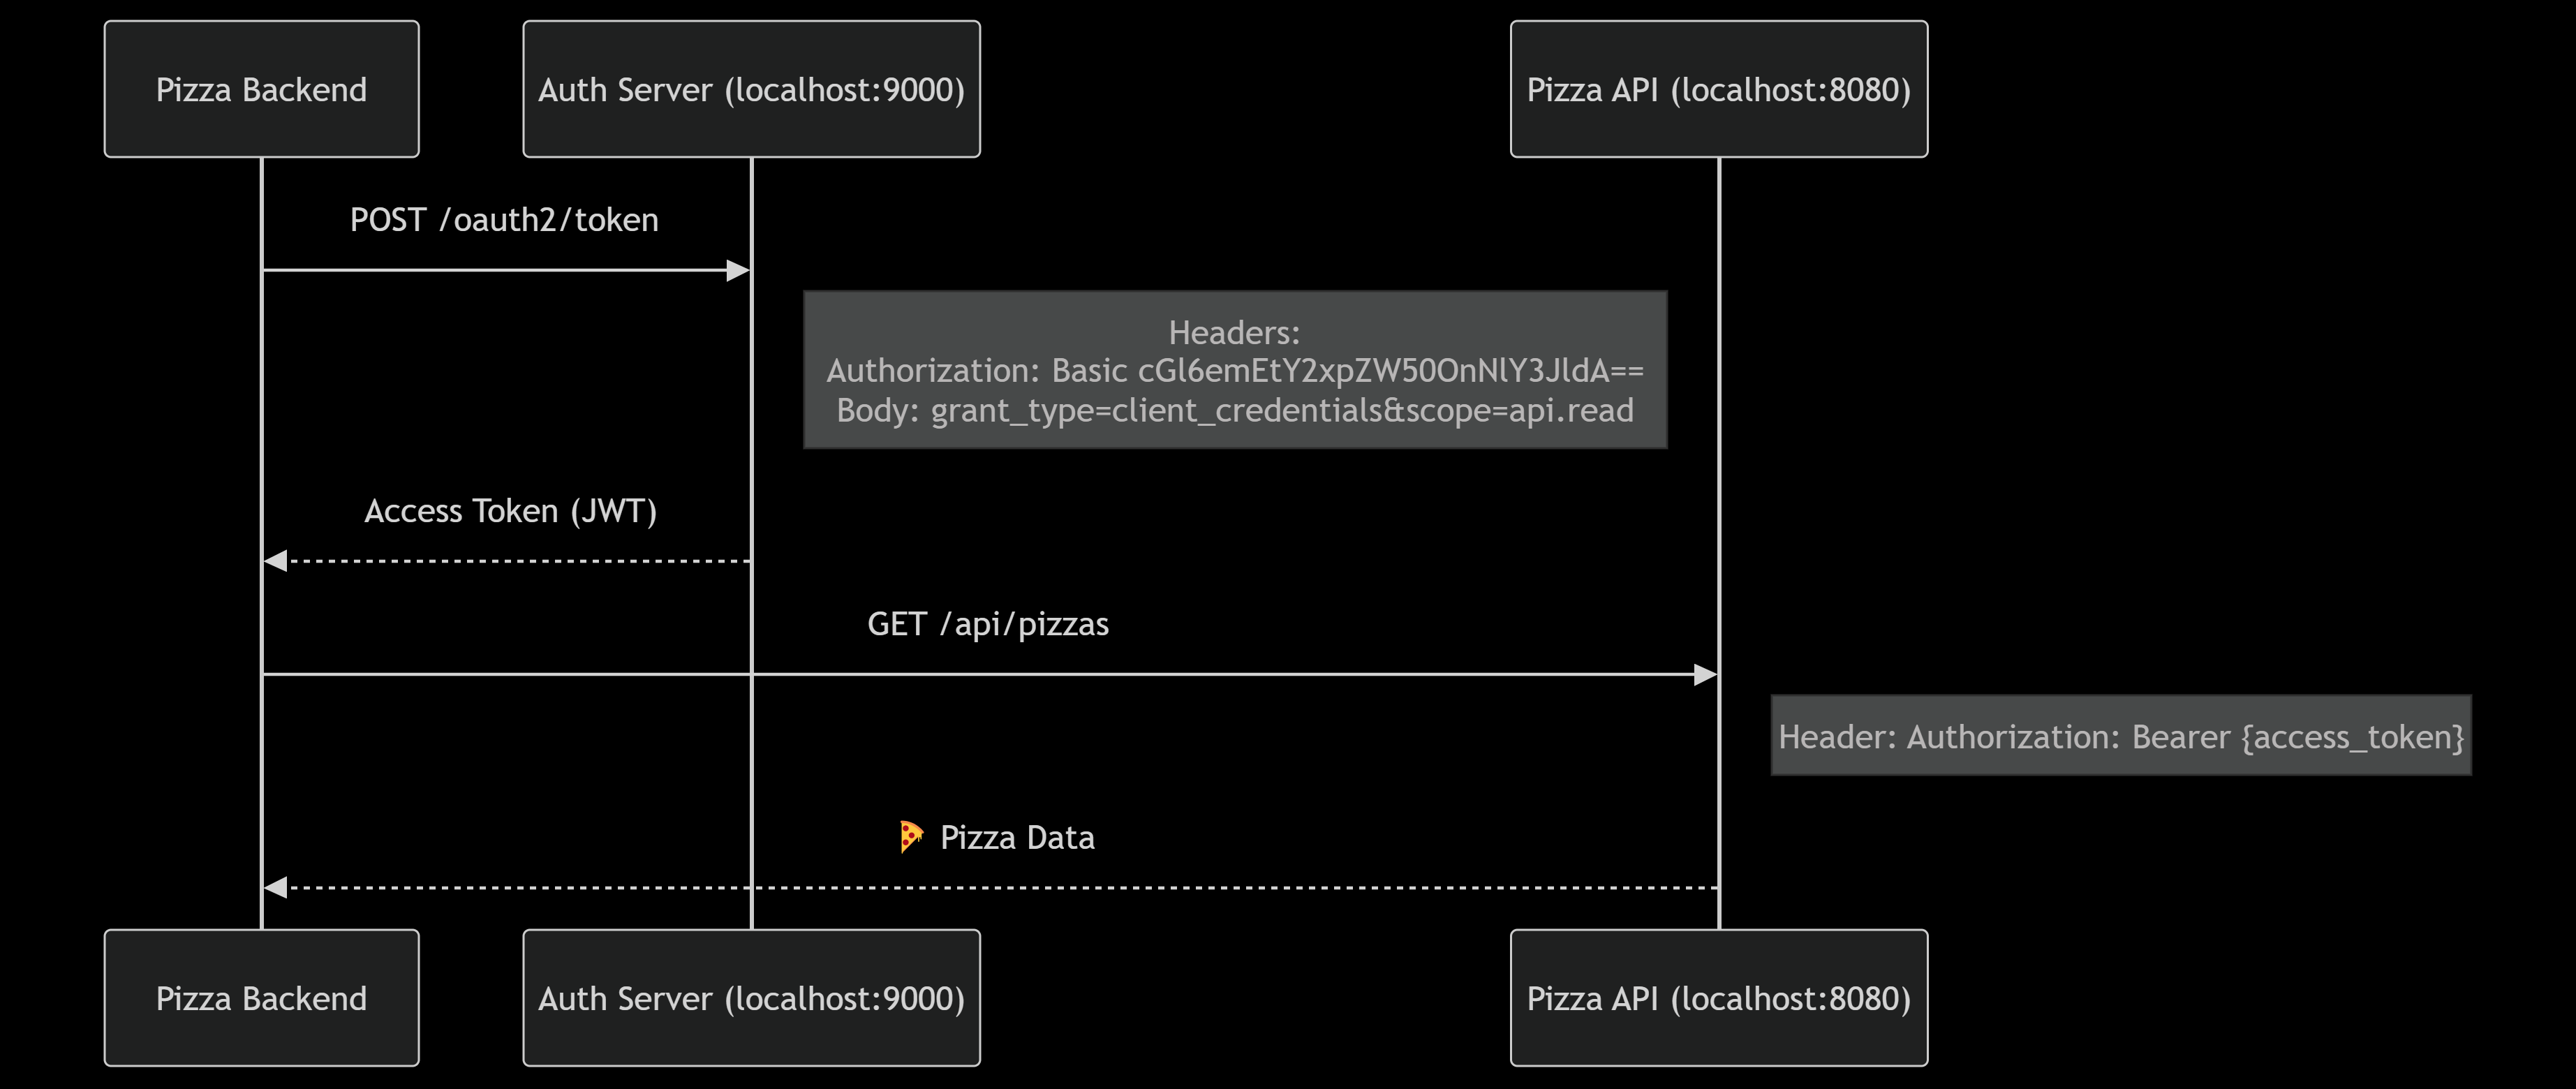 Pizza Backend
Auth Server (localhost:9000)
Pizza API (localhost:8080)
POST /oauth2/token
Headers:
Authorization: Basic cGl6emEtY2xpZW50OnNlY3JldA==
Body: grant_type=client_credentials&scope=api.read
Access Token (JWT)
GET /api/pizzas
Header: Authorization: Bearer {access_token}
🍕 Pizza Data
Pizza Backend
Auth Server (localhost:9000)
Pizza API (localhost:8080)